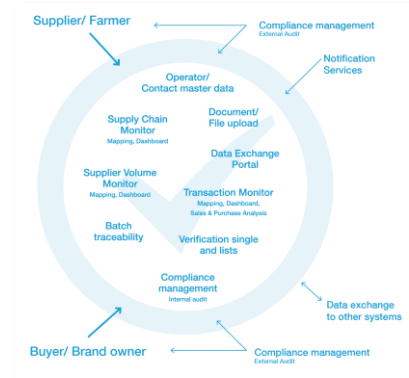 Supplier/ Farmer
Compliance management
External Audit
Notification
Services
Operator/
Contact master data
Supply Chain
Monitor
Mapping, Dashboard
Document/
File upload
Data Exchange
Portal
Supplier Volume
Monitor
Mapping, Dashboard
Transaction Monitor
Mapping, Dashboard,
Sales & Purchase Analysis
Batch
traceability
Verification single
and lists
Compliance
management
Internal audit
Data exchange
to other systems
Buyer/ Brand owner
Compliance management
External Audit